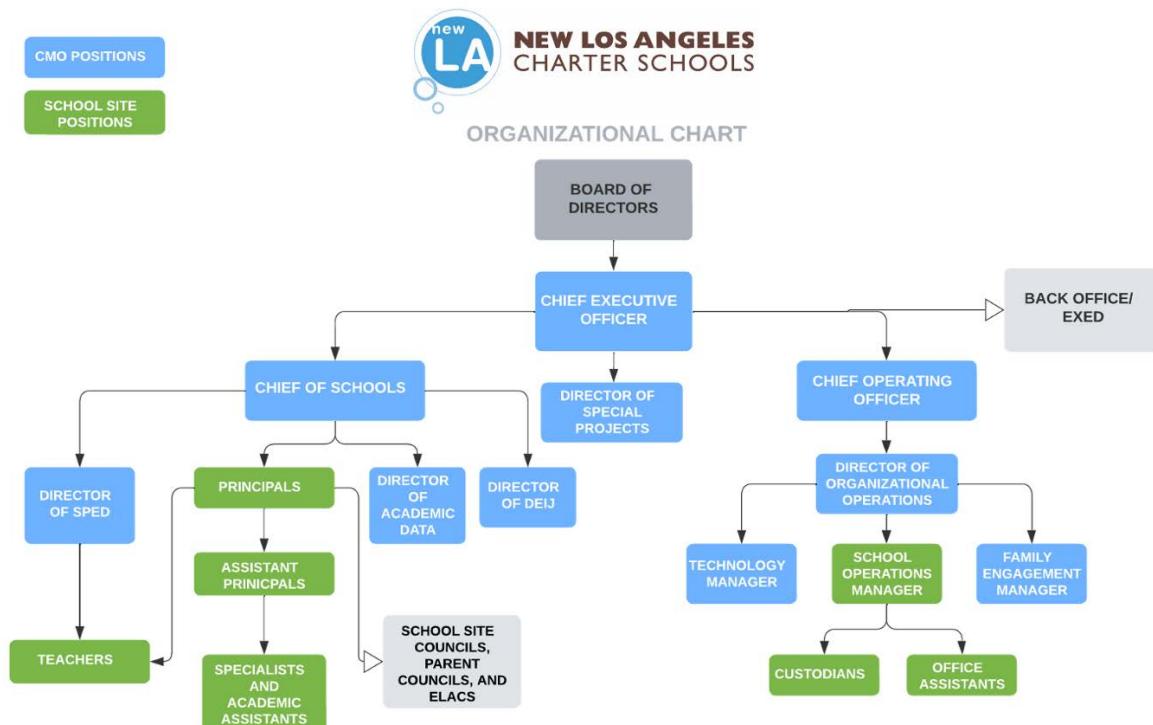 CMO POSITIONS
SCHOOL SITE
POSITIONS
new
LA
NEW LOS ANGELES
CHARTER SCHOOLS
ORGANIZATIONAL CHART
BOARD OF
DIRECTORS
CHIEF EXECUTIVE
OFFICER
BACK OFFICE/
EXED
CHIEF OF SCHOOLS
DIRECTOR OF
SPECIAL
PROJECTS
CHIEF OPERATING
OFFICER
DIRECTOR
OF SPED
PRINCIPALS
DIRECTOR
OF
ACADEMIC
DATA
DIRECTOR
OF DEIJ
DIRECTOR OF
ORGANIZATIONAL
OPERATIONS
ASSISTANT
PRINICPALS
TECHNOLOGY
MANAGER
SCHOOL
OPERATIONS
MANAGER
FAMILY
ENGAGEMENT
MANAGER
TEACHERS
SPECIALISTS
AND
ACADEMIC
ASSISTANTS
SCHOOL SITE
COUNCILS,
PARENT
COUNCILS, AND
ELACS
CUSTODIANS
OFFICE
ASSISTANTS